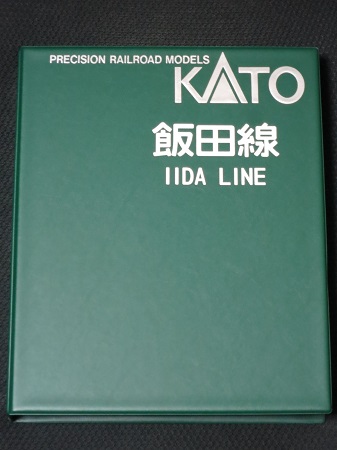 PRECISION RAILROAD MODELS
KATO
飯田線
IIDA LINE